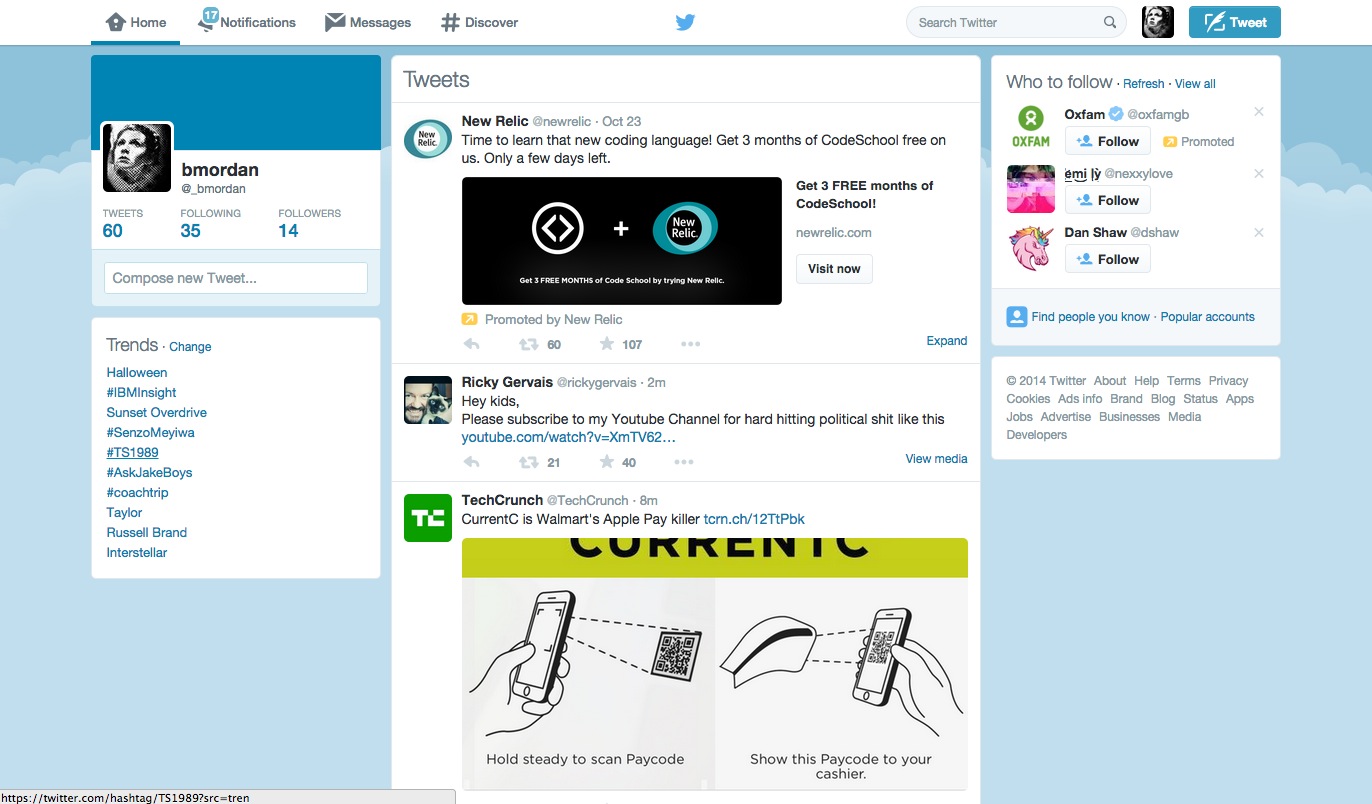 Home
17
Notifications
Messages
Discover
Search Twitter
Tweet
bmordan
@_bmordan
TWEETS
FOLLOWING
FOLLOWERS
60
35
14
Compose new Tweet...
Trends · Change
Halloween
#IBMInsight
Sunset Overdrive
#SenzoMeyiwa
#TS1989
#AskJakeBoys
#coachtrip
Taylor
Russell Brand
Interstellar
Tweets
New Relic.
New Relic @newrelic · Oct 23
Time to learn that new coding language! Get 3 months of CodeSchool free on
us. Only a few days left.
+
New
Relic.
Get 3 FREE MONTHS of Code School by trying New Relic.
Get 3 FREE months of
CodeSchool!
newrelic.com
Visit now
Promoted by New Relic
60
107
Expand
Ricky Gervais @rickygervais · 2m
Hey kids,
Please subscribe to my Youtube Channel for hard hitting political shit like this
youtube.com/watch?v=XmTV62...
21
40
View media
TC
TechCrunch @TechCrunch · 8m
CurrentC is Walmart's Apple Pay killer tcrn.ch/12TtPbk
CURRENTC
Hold steady to scan Paycode
Show this Paycode to your
cashier.
Who to follow · Refresh · View all
OXFAM
Oxfam @oxfamgb
Follow
Promoted
@nexxylove
Follow
Dan Shaw @dshaw
Follow
Find people you know · Popular accounts
© 2014 Twitter About Help Terms Privacy
Cookies Ads info Brand Blog Status Apps
Jobs Advertise Businesses Media
Developers
https://twitter.com/hashtag/TS1989?src=tren